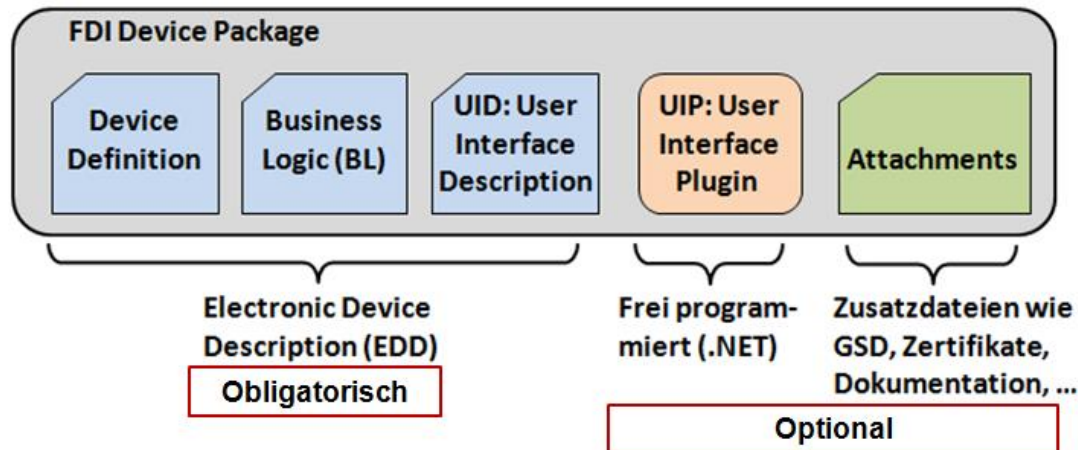 FDI Device Package
Device
Definition
Business
Logic (BL)
UID: User
Interface
Description
UIP: User
Interface
Plugin
Attachments
Electronic Device
Description (EDD)
Obligatorisch
Frei program-
miert (.NET)
Zusatzdateien wie
GSD, Zertifikate,
Dokumentation, ...
Optional